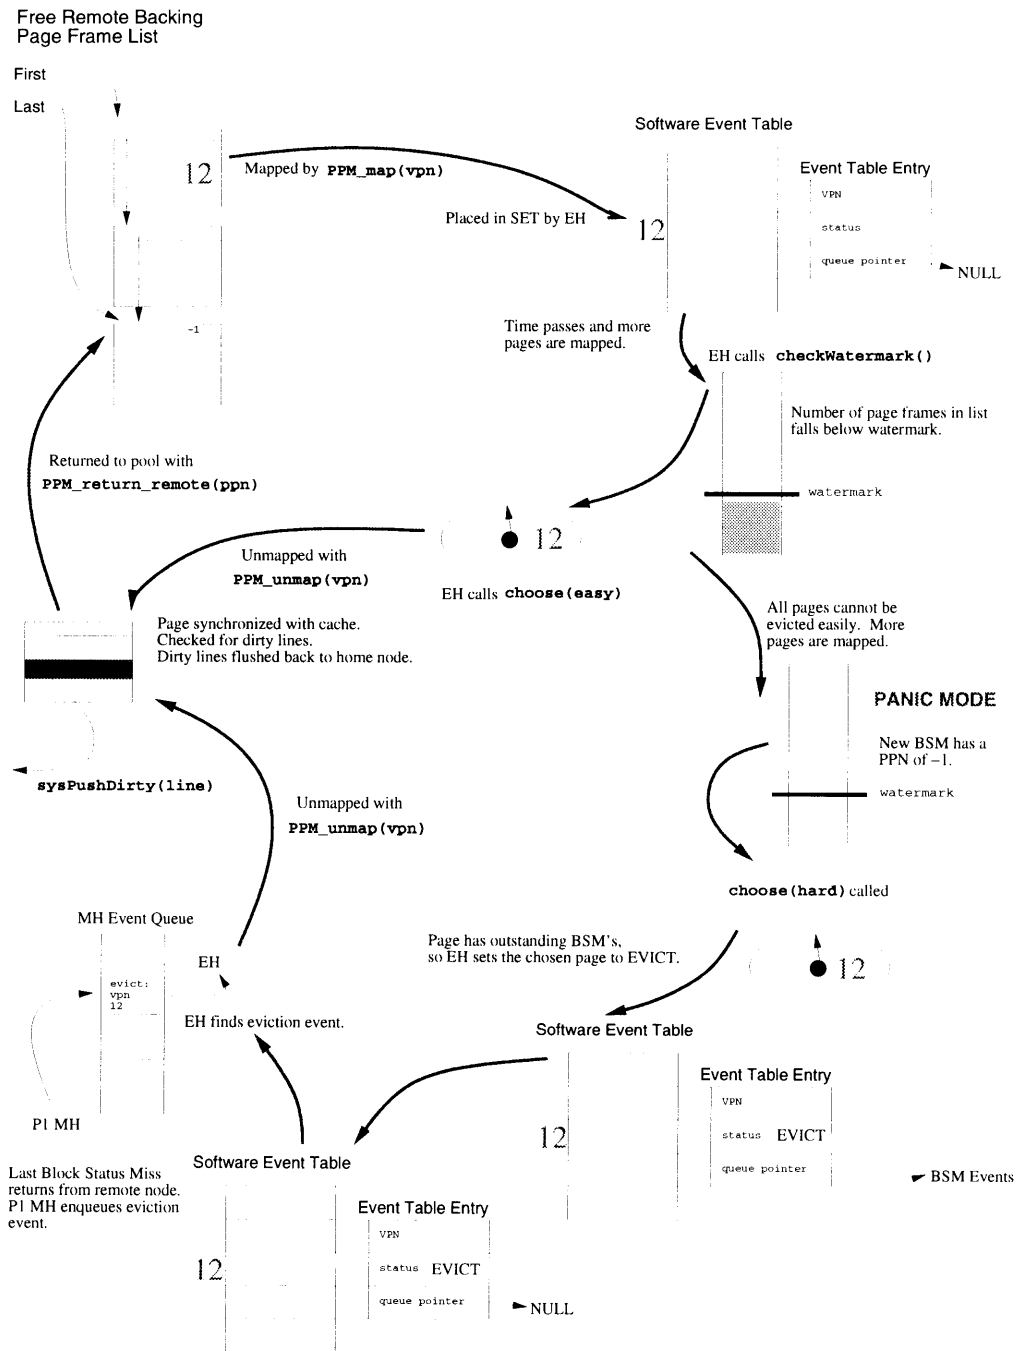 Free Remote Backing
Page Frame List
First
Last
12
Mapped by PPM_map(vpn)
Placed in SET by EH
-1
Software Event Table
12
Event Table Entry
VPN
status
queue pointer
NULL
Time passes and more
pages are mapped.
EH calls checkWatermark()
Number of page frames in list
falls below watermark.
watermark
Returned to pool with
PPM_return_remote(ppn)
12
EH calls choose(easy)
Unmapped with
PPM_unmap(vpn)
Page synchronized with cache.
Checked for dirty lines.
Dirty lines flushed back to home node.
sysPushDirty(line)
All pages cannot be
evicted easily. More
pages are mapped.
PANIC MODE
New BSM has a
PPN of -1.
watermark
choose(hard) called
12
Unmapped with
PPM_unmap(vpn)
Page has outstanding BSM's,
so EH sets the chosen page to EVICT.
MH Event Queue
evict:
vpn
12
EH
EH finds eviction event.
P1 MH
Last Block Status Miss
returns from remote node.
P1 MH enqueues eviction
event.
Software Event Table
12
Event Table Entry
VPN
status EVICT
queue pointer
BSM Events
Software Event Table
12
Event Table Entry
VPN
status EVICT
queue pointer
NULL